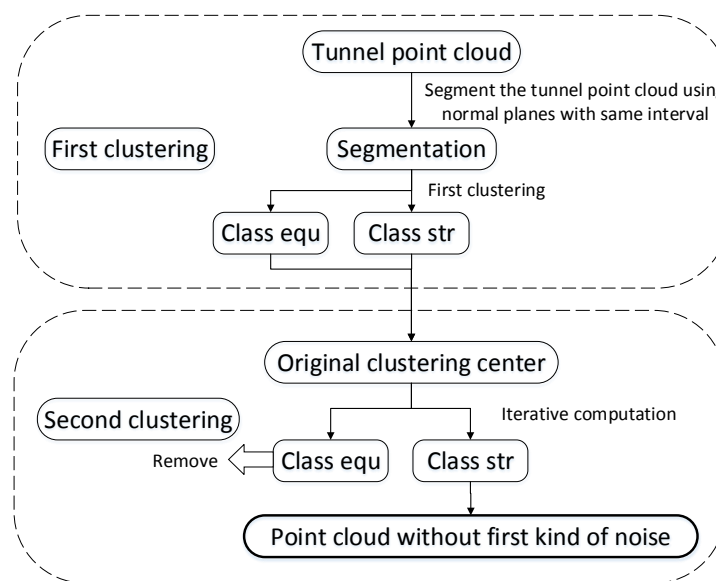 Tunnel point cloud
Segment the tunnel point cloud usin
normal planes with same interval
First clustering
Segmentation
First clustering
Class equ
Class str
Original clustering center
Second clustering
Iterative computation
Remove
Class equ
Class str
Point cloud without first kind of noise